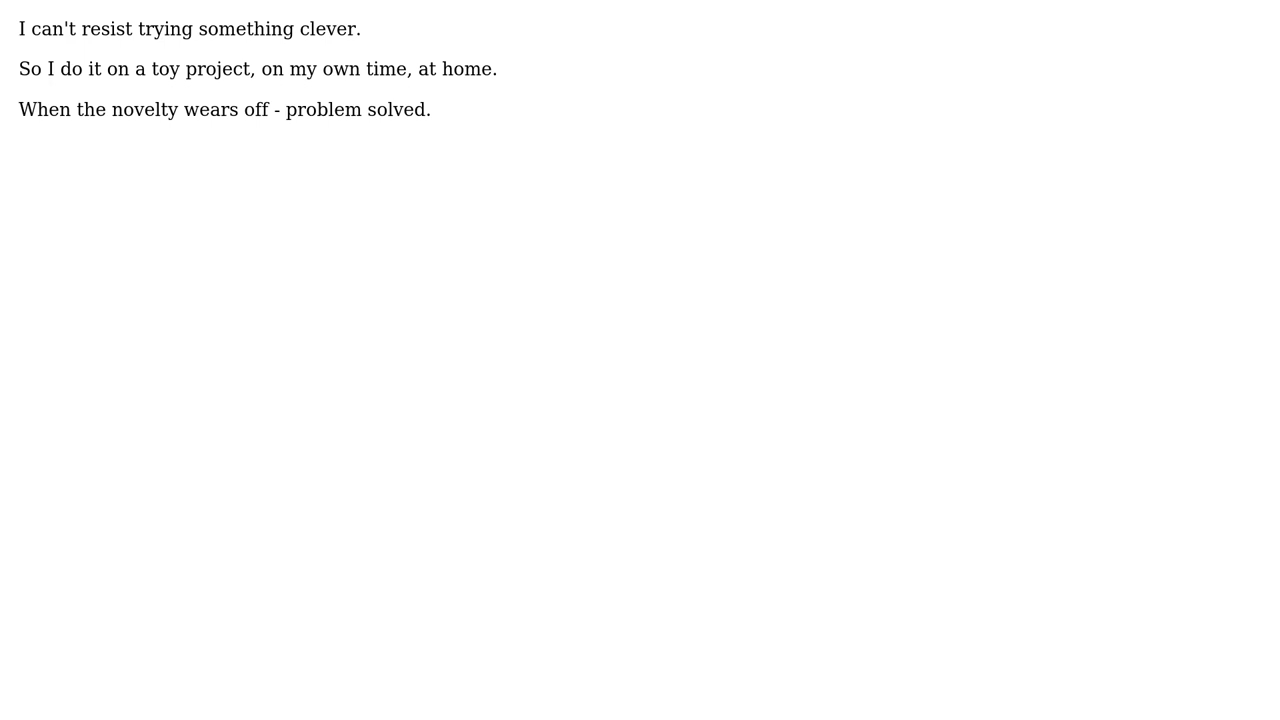 I can't resist trying something clever.
So I do it on a toy project, on my own time, at home.
When the novelty wears off - problem solved.